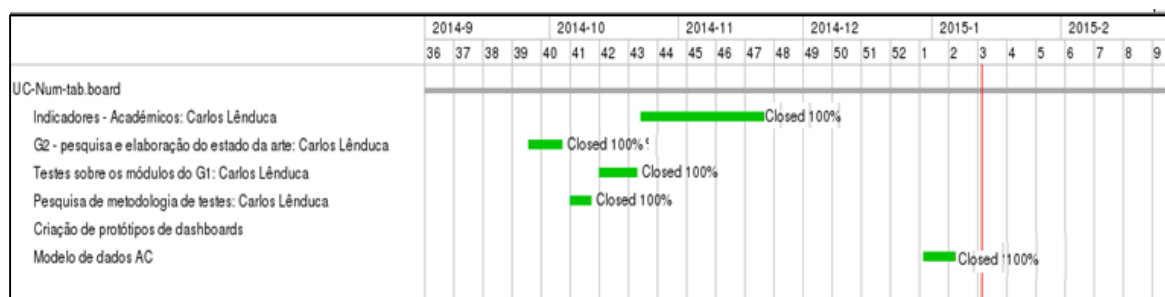 2014-9 2014-10 2014-11 2014-12 2015-1 2015-2
36 37 38 39 40 41 42 43 44 45 46 47 48 49 50 51 52 1 2 3 4 5 6 7 8 9
UC-Num-tab.board
Indicadores - Académicos: Carlos Lênduca Closed 100%
G2 - pesquisa e elaboração do estado da arte: Carlos Lênduca Closed 100%
Testes sobre os módulos do G1: Carlos Lênduca Closed 100%
Pesquisa de metodologia de testes: Carlos Lênduca Closed 100%
Criação de protótipos de dashboards
Modelo de dados AC Closed 100%